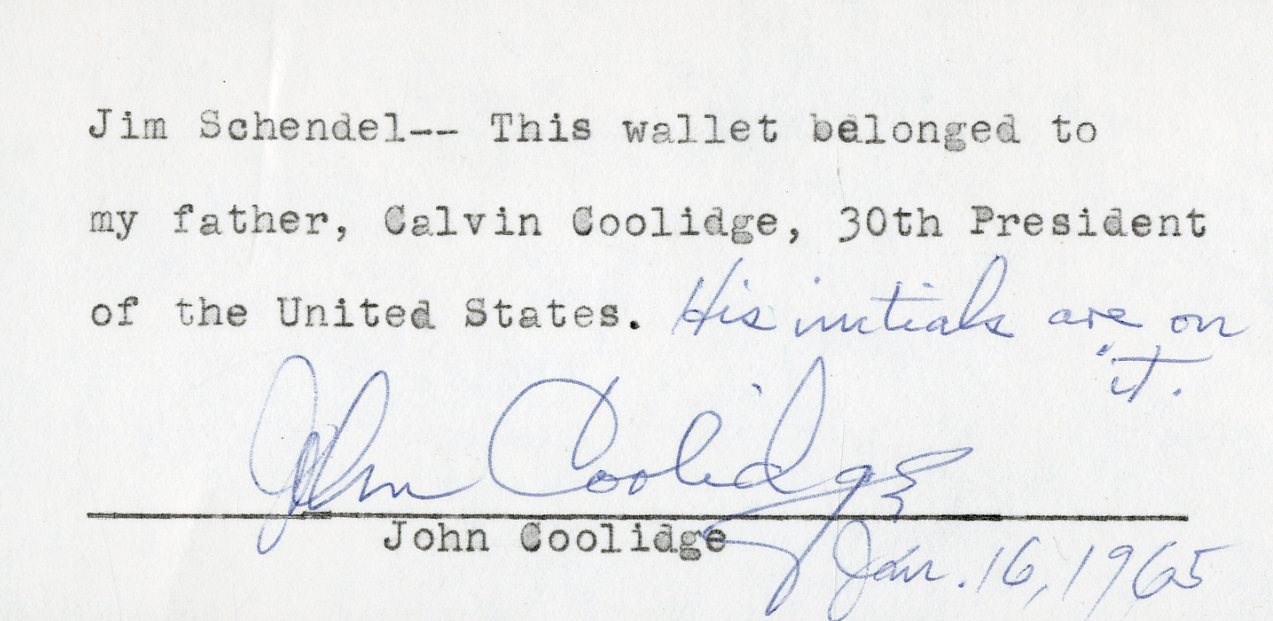 Jim Schendel-- This wallet belonged to
my father, Calvin Coolidge, 30th President
of the United States. His initials are on
it.
John Coolidge
John Coolidge
Jan. 16, 1965